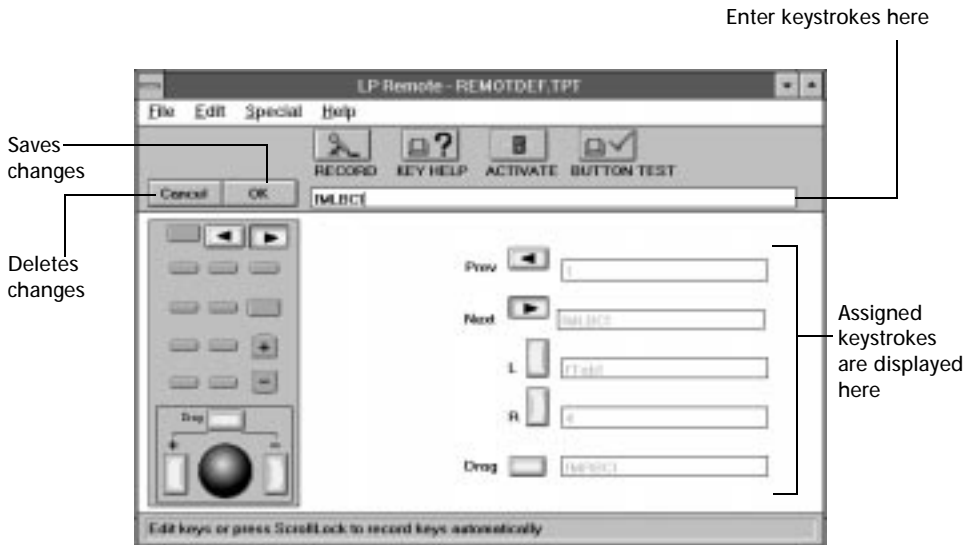 Enter keystrokes here
LP Remote - REMOTDEF.TPT
File Edit Special Help
Saves
changes
RECORD KEY HELP ACTIVATE BUTTON TEST
Cancel OK
Deletes
changes
Prev
Next
L
R
Drag
Drag
+ −
+
−
Assigned
keystrokes
are displayed
here
Edit keys or press ScrollLock to record keys automatically